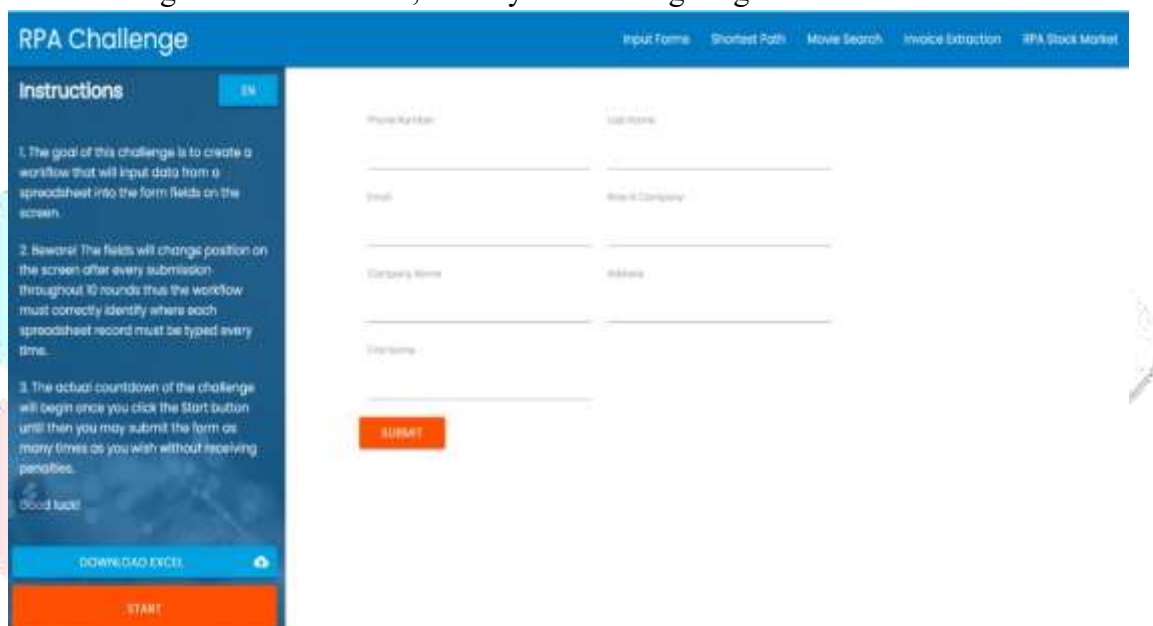 RPA Challenge
Input Forms Shortest Path Movie Search Invoice Extraction RPA Stock Market
Instructions
EN
1. The goal of this challenge is to create a
workflow that will input data from a
spreadsheet into the form fields on the
screen.
2. Beware! The fields will change position on
the screen after every submission
throughout 10 rounds thus the workflow
must correctly identify where each
spreadsheet record must be typed every
time.
3. The actual countdown of the challenge
will begin once you click the Start button
until then you may submit the form as
many times as you wish without receiving
penalties.
Good luck!
DOWNLOAD EXCEL
START
Phone Number Last Name
Email Role in Company
Company Name Address
First Name
SUBMIT